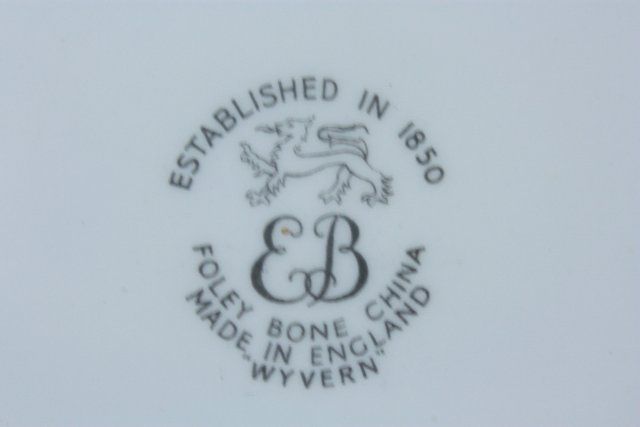 ESTABLISHED IN 1850
EB
FOLEY BONE CHINA
MADE IN ENGLAND
"WYVERN"